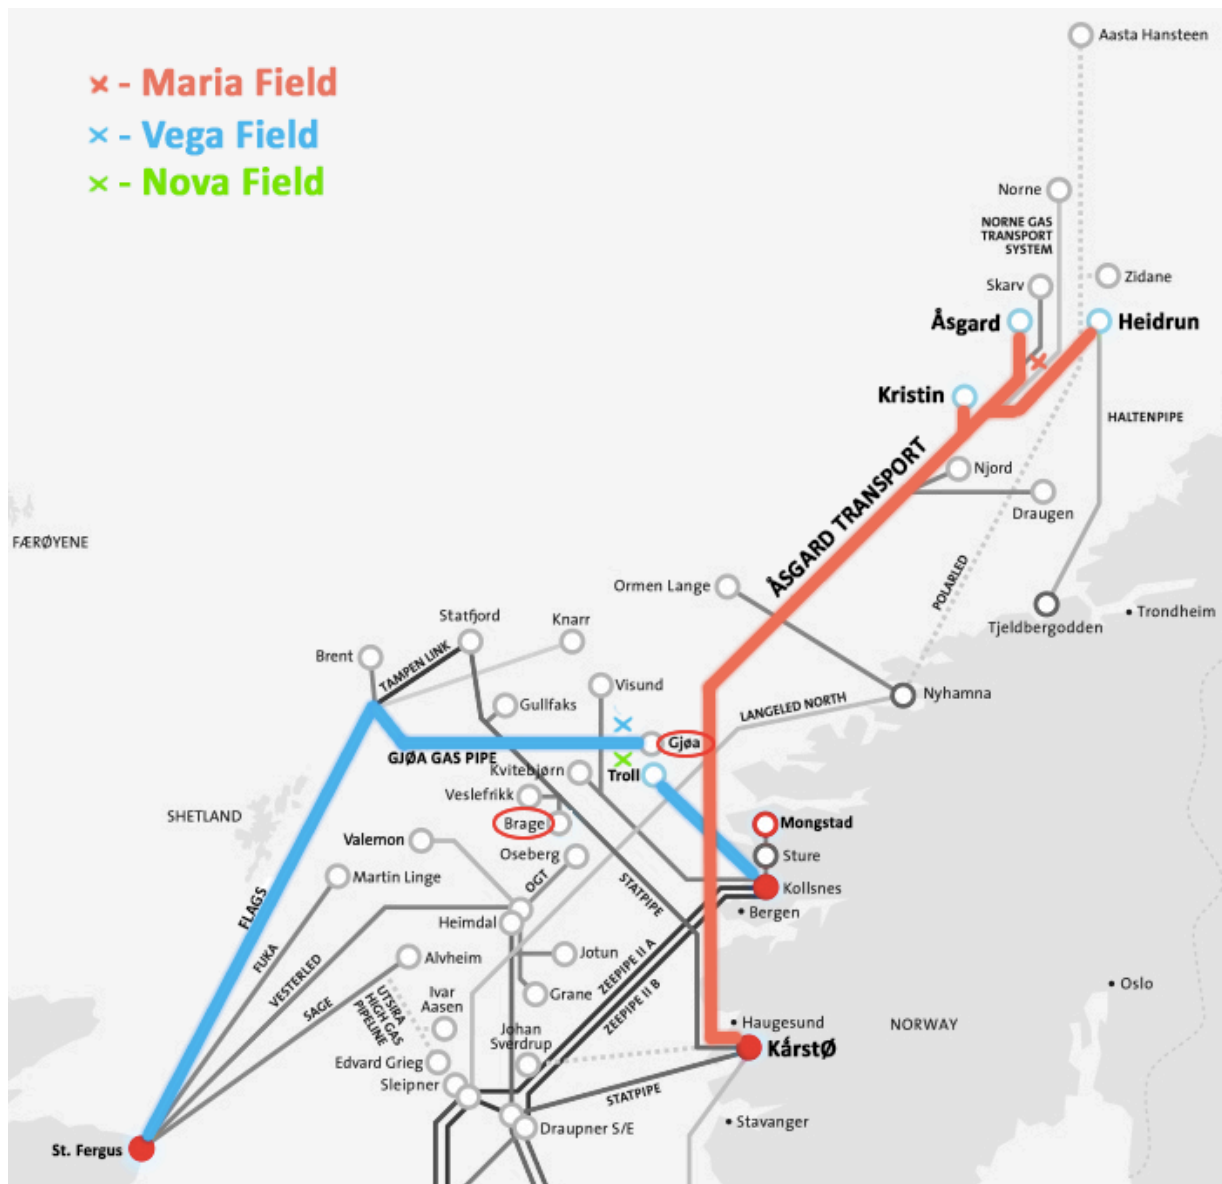 × - Maria Field
× - Vega Field
× - Nova Field
Aasta Hansteen
Norne
NORNE GAS
TRANSPORT
SYSTEM
Skarv
Zidane
Åsgard
Heidrun
Kristin
HALTENPIPE
ÅSGARD TRANSPORT
Njord
Draugen
FÆRØYENE
POLARLED
Ormen Lange
Trondheim
Tjeldbergodden
Statfjord
Knarr
Brent
TAMPEN LINK
Visund
Nyhamna
Gullfaks
LANGELED NORTH
Gjøa
GJØA GAS PIPE
Kvitebjørn
Troll
Veslefrikk
SHETLAND
Brage
Mongstad
Valemon
Oseberg
Sture
Martin Linge
OGT
STATPIPE
Kollsnes
FLAGS
Heimdal
Bergen
FUKA
VESTERLED
Alvheim
Jotun
ZEEPIPE II A
SAGE
UTSIRA
HIGH GAS
PIPELINE
Ivar
Aasen
Grane
ZEEPIPE II B
Oslo
Johan
Sverdrup
Haugesund
NORWAY
Edvard Grieg
KårstØ
Sleipner
STATPIPE
Draupner S/E
Stavanger
St. Fergus